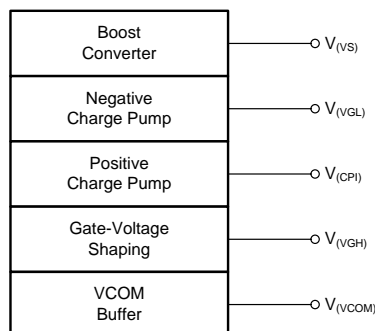 Boost
Converter
V(VS)
Negative
Charge Pump
V(VGL)
Positive
Charge Pump
V(CPI)
Gate-Voltage
Shaping
V(VGH)
VCOM
Buffer
V(VCOM)